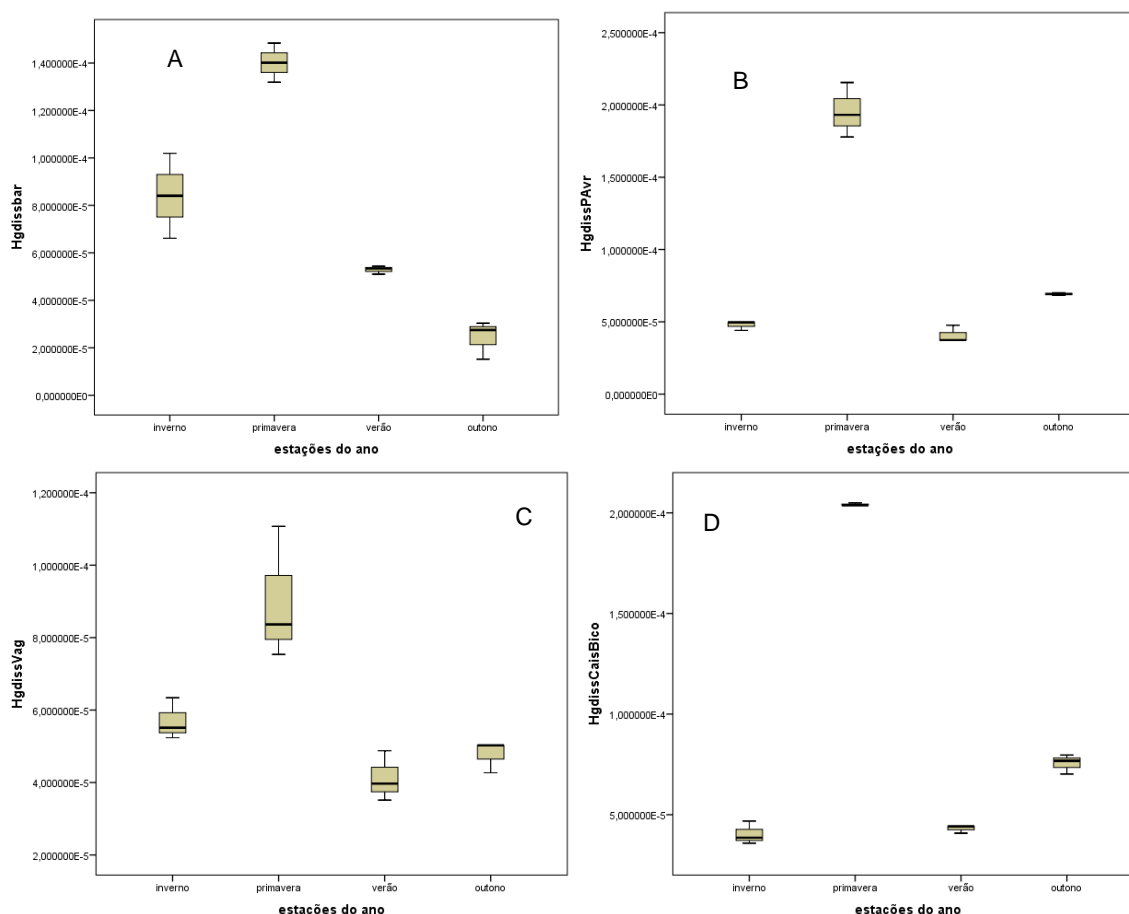 A
1,400000E-4
1,200000E-4
1,000000E-4
8,000000E-5
6,000000E-5
4,000000E-5
2,000000E-5
0,000000E0
Hgdissbar
inverno primavera verão outono
estações do ano
B
2,500000E-4
2,000000E-4
1,500000E-4
1,000000E-4
5,000000E-5
0,000000E0
HgdissPAvr
inverno primavera verão outono
estações do ano
C
1,200000E-4
1,000000E-4
8,000000E-5
6,000000E-5
4,000000E-5
2,000000E-5
HgdissVag
inverno primavera verão outono
estações do ano
D
2,000000E-4
1,500000E-4
1,000000E-4
5,000000E-5
HgdissCaisBico
inverno primavera verão outono
estações do ano